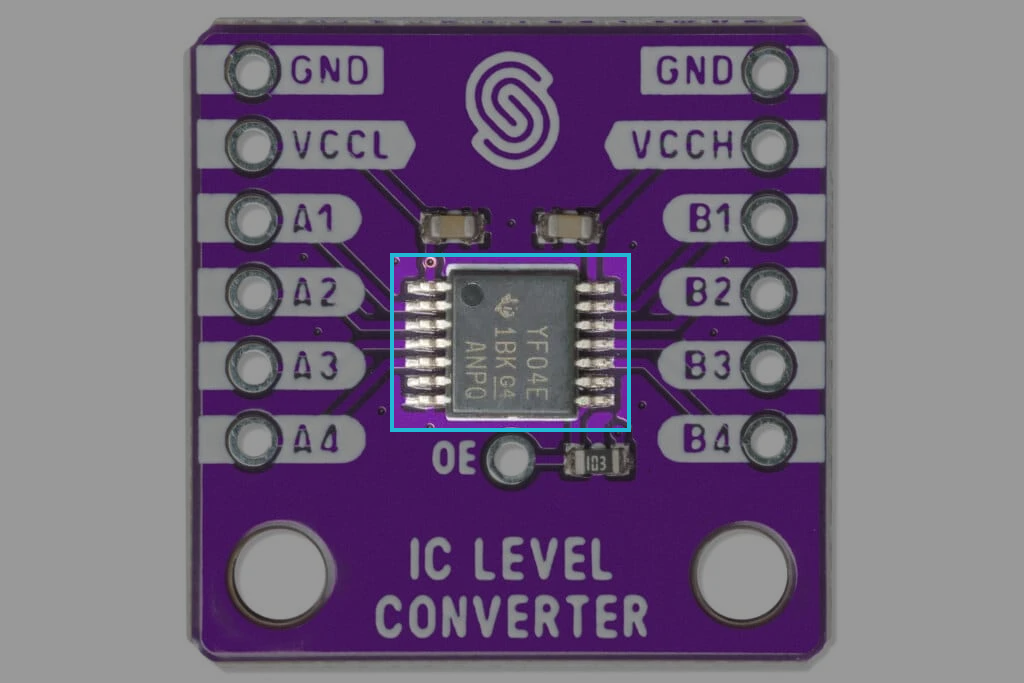 GND
GND
VCCL
VCCH
A1
B1
A2
B2
A3
B3
A4
B4
YF04E
1BK G4
ANPQ
OE
103
IC LEVEL
CONVERTER